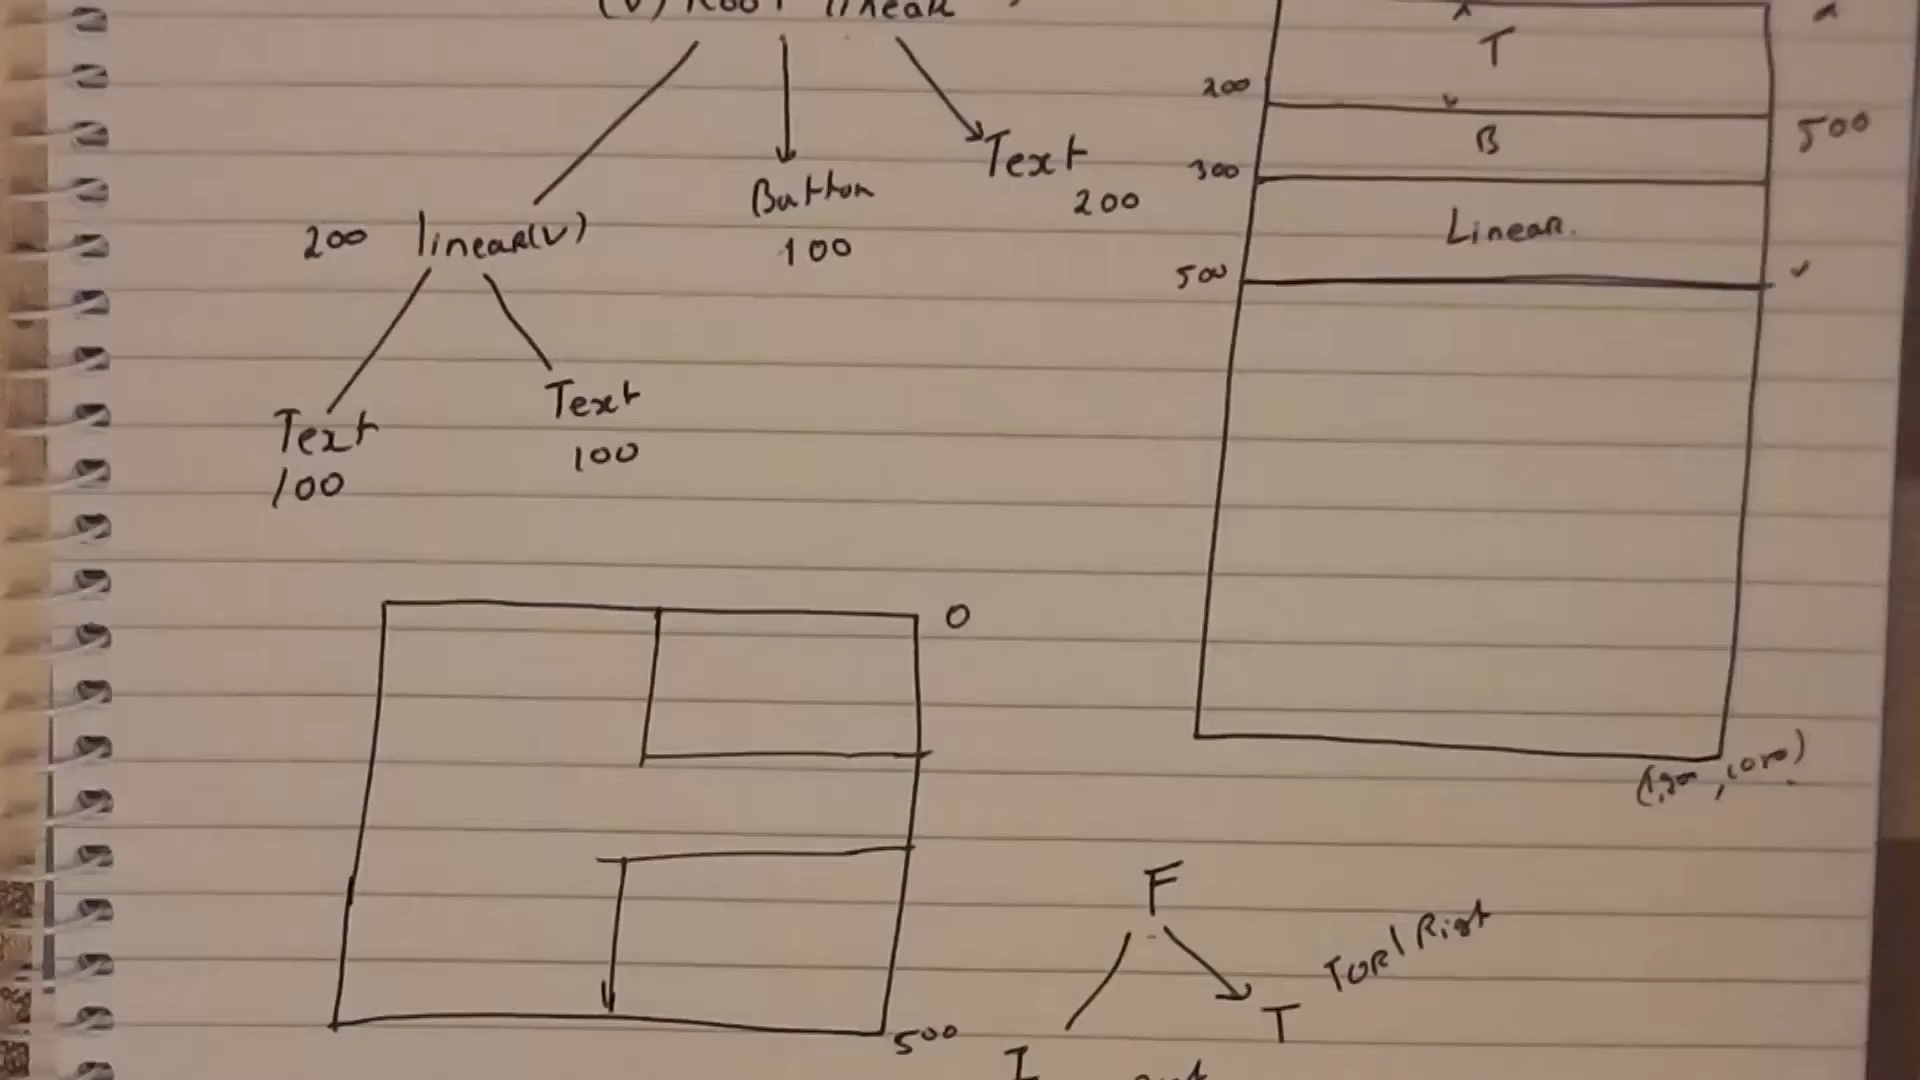 (V) Root linear
Text
200
Button
100
200 linear(V)
Text
100
Text
100
T
200
B
500
300
Linear.
500
0
500
F
Top/Right
T
I